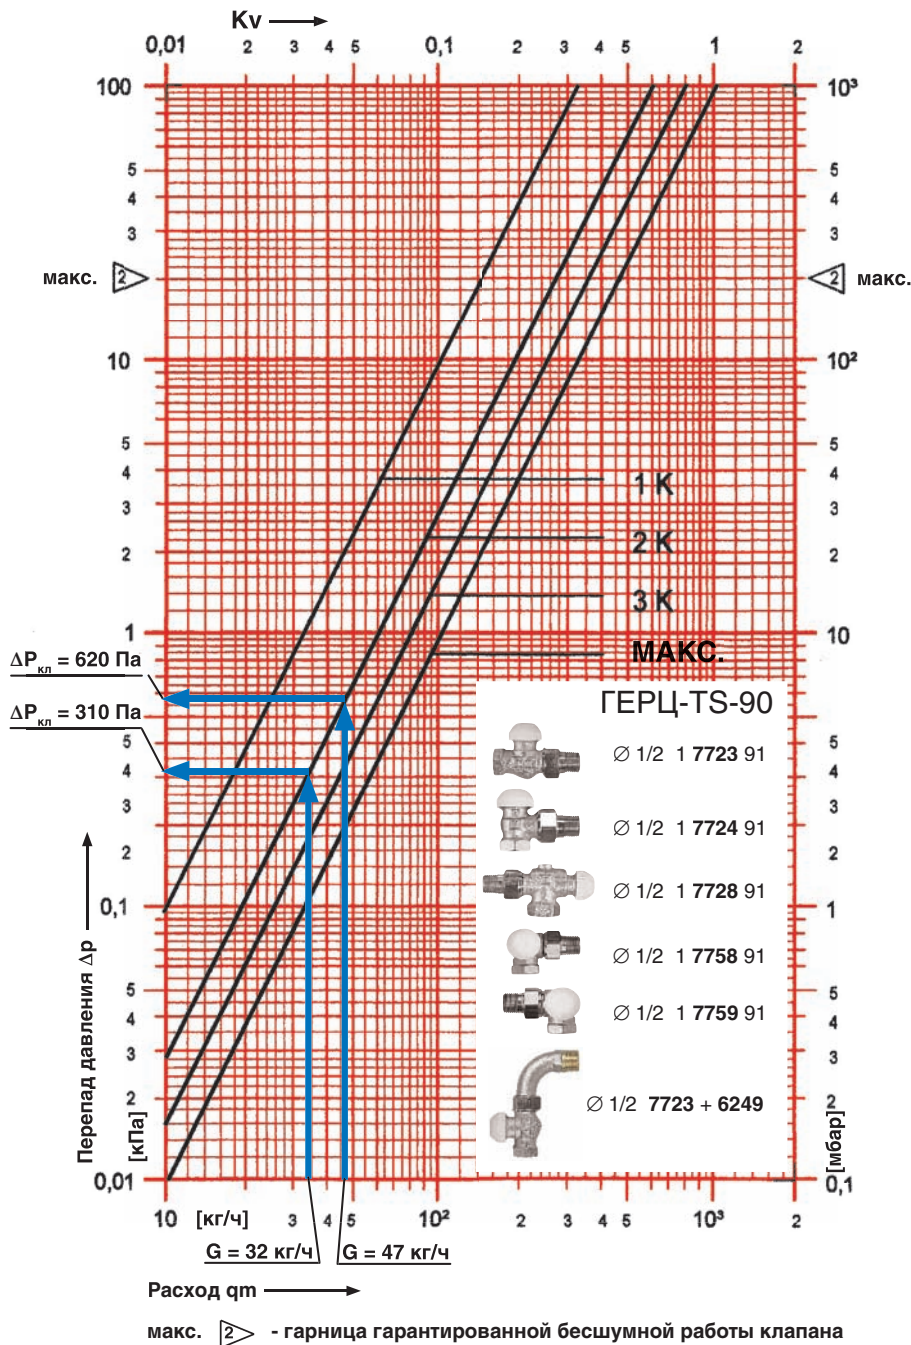 Kv
0,01 2 3 4 5 0,1 2 3 5 1 2
100 10³
5 5
4 4
3 3
макс. 2 2 макс.
2
10 10²
5 5
4 4
1 K
3 3
2 K
2 2
3 K
1 10
МАКС.
ΔPкл = 620 Па
ГЕРЦ-TS-90
ΔPкл = 310 Па
5 5
∅ 1/2 1 7723 91
4 4
3 3
∅ 1/2 1 7724 91
2 2
∅ 1/2 1 7728 91
0,1 1
∅ 1/2 1 7758 91
5 5
∅ 1/2 1 7759 91
4 4
3 3
2 2
∅ 1/2 7723 + 6249
Перепад давления Δp
[кПа]
[мбар]
0,01 0,1
10 [кг/ч] 3 4 5 10² 2 3 4 5 10³ 2
G = 32 кг/ч G = 47 кг/ч
Расход qm
макс. 2 - гарница гарантированной бесшумной работы клапана